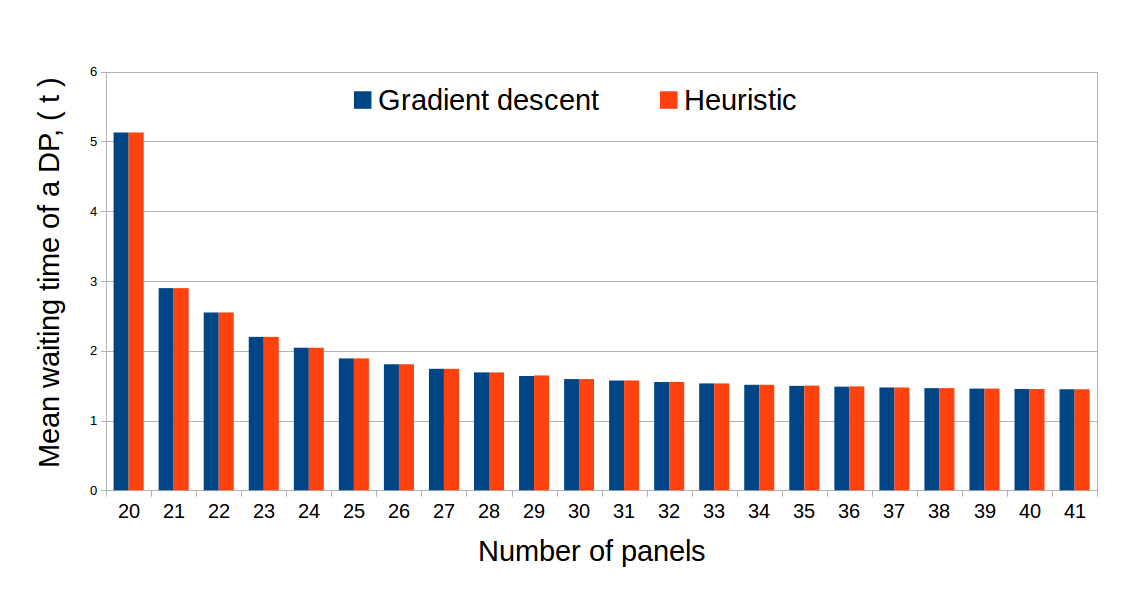 Mean waiting time of a DP, ( t )
6
5
4
3
2
1
0
Gradient descent Heuristic
20 21 22 23 24 25 26 27 28 29 30 31 32 33 34 35 36 37 38 39 40 41
Number of panels